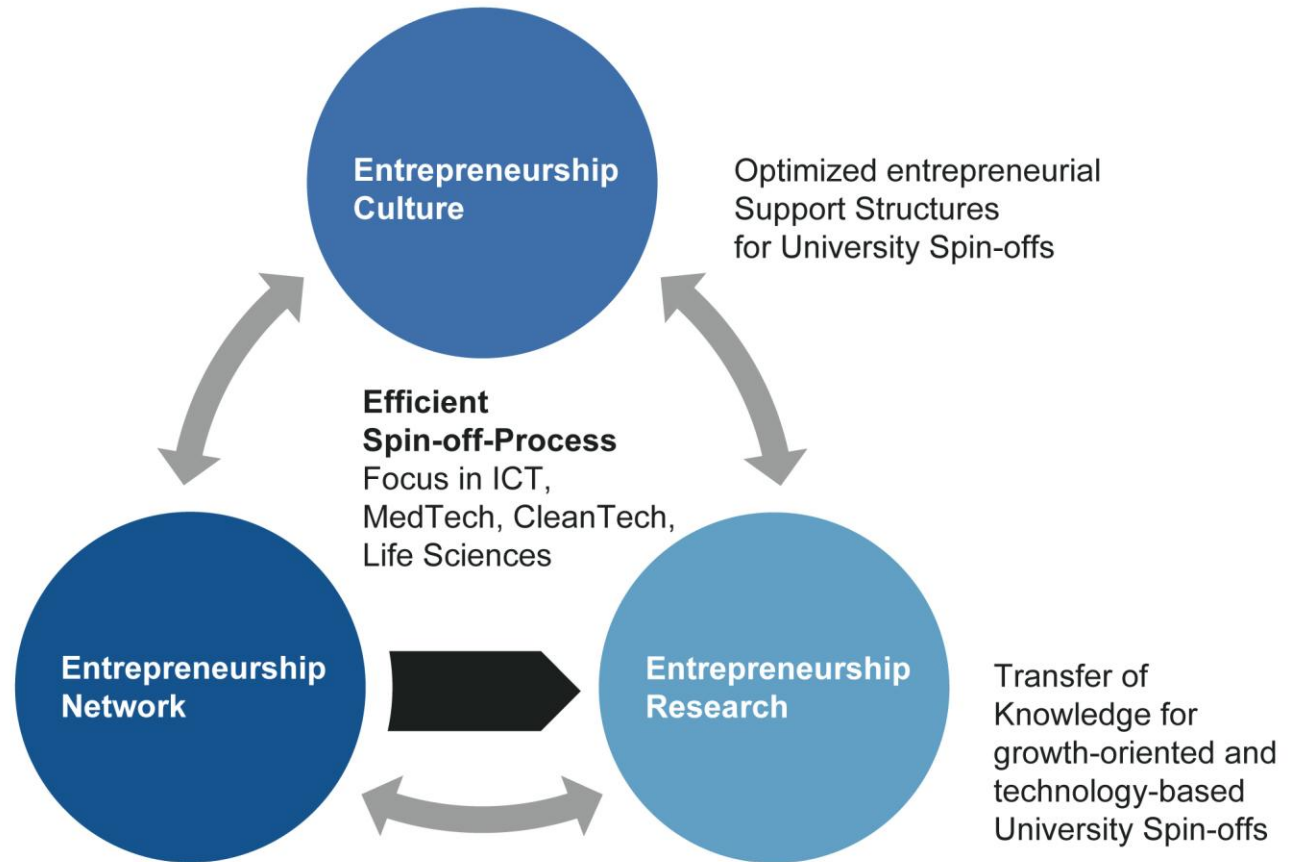 Entrepreneurship
Culture
Optimized entrepreneurial
Support Structures
for University Spin-offs
Efficient
Spin-off-Process
Focus in ICT,
MedTech, CleanTech,
Life Sciences
Entrepreneurship
Network
Entrepreneurship
Research
Transfer of
Knowledge for
growth-oriented and
technology-based
University Spin-offs